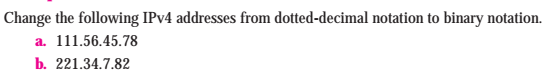 Change the following IPv4 addresses from dotted-decimal notation to binary notation.
a. 111.56.45.78
b. 221.34.7.82